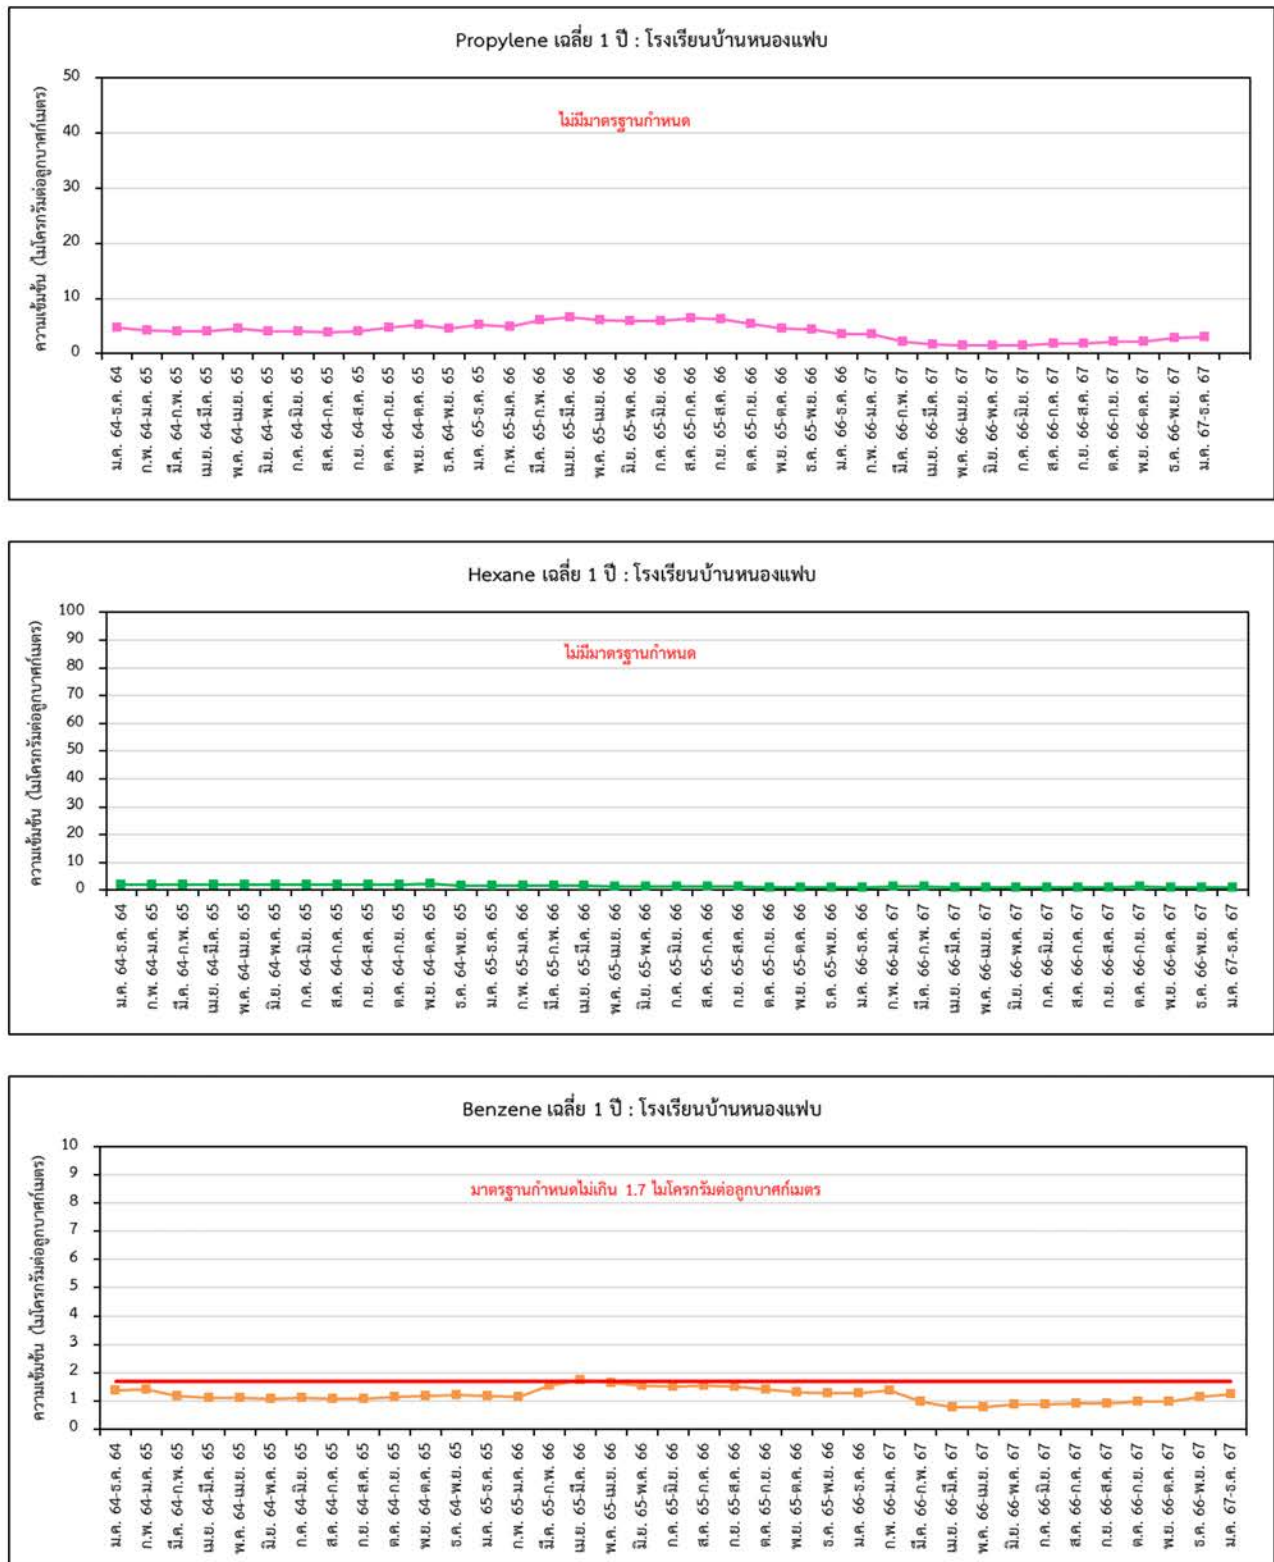 Propylene เฉลี่ย 1 ปี : โรงเรียนบ้านหนองแฟบ
ไม่มีมาตรฐานกำหนด
ความเข้มข้น (ไมโครกรัมต่อลูกบาศก์เมตร)
50
40
30
20
10
0
ม.ค. 64-ธ.ค. 64
ก.พ. 64-ม.ค. 65
มี.ค. 64-ก.พ. 65
เม.ย. 64-มี.ค. 65
พ.ค. 64-เม.ย. 65
มิ.ย. 64-พ.ค. 65
ก.ค. 64-มิ.ย. 65
ส.ค. 64-ก.ค. 65
ก.ย. 64-ส.ค. 65
ต.ค. 64-ก.ย. 65
พ.ย. 64-ต.ค. 65
ธ.ค. 64-พ.ย. 65
ม.ค. 65-ธ.ค. 65
ก.พ. 65-ม.ค. 66
มี.ค. 65-ก.พ. 66
เม.ย. 65-มี.ค. 66
พ.ค. 65-เม.ย. 66
มิ.ย. 65-พ.ค. 66
ก.ค. 65-มิ.ย. 66
ส.ค. 65-ก.ค. 66
ก.ย. 65-ส.ค. 66
ต.ค. 65-ก.ย. 66
พ.ย. 65-ต.ค. 66
ธ.ค. 65-พ.ย. 66
ม.ค. 66-ธ.ค. 66
ก.พ. 66-ม.ค. 67
มี.ค. 66-ก.พ. 67
เม.ย. 66-มี.ค. 67
พ.ค. 66-เม.ย. 67
มิ.ย. 66-พ.ค. 67
ก.ค. 66-มิ.ย. 67
ส.ค. 66-ก.ค. 67
ก.ย. 66-ส.ค. 67
ต.ค. 66-ก.ย. 67
พ.ย. 66-ต.ค. 67
ธ.ค. 66-พ.ย. 67
ม.ค. 67-ธ.ค. 67
Hexane เฉลี่ย 1 ปี : โรงเรียนบ้านหนองแฟบ
ไม่มีมาตรฐานกำหนด
ความเข้มข้น (ไมโครกรัมต่อลูกบาศก์เมตร)
100
90
80
70
60
50
40
30
20
10
0
ม.ค. 64-ธ.ค. 64
ก.พ. 64-ม.ค. 65
มี.ค. 64-ก.พ. 65
เม.ย. 64-มี.ค. 65
พ.ค. 64-เม.ย. 65
มิ.ย. 64-พ.ค. 65
ก.ค. 64-มิ.ย. 65
ส.ค. 64-ก.ค. 65
ก.ย. 64-ส.ค. 65
ต.ค. 64-ก.ย. 65
พ.ย. 64-ต.ค. 65
ธ.ค. 64-พ.ย. 65
ม.ค. 65-ธ.ค. 65
ก.พ. 65-ม.ค. 66
มี.ค. 65-ก.พ. 66
เม.ย. 65-มี.ค. 66
พ.ค. 65-เม.ย. 66
มิ.ย. 65-พ.ค. 66
ก.ค. 65-มิ.ย. 66
ส.ค. 65-ก.ค. 66
ก.ย. 65-ส.ค. 66
ต.ค. 65-ก.ย. 66
พ.ย. 65-ต.ค. 66
ธ.ค. 65-พ.ย. 66
ม.ค. 66-ธ.ค. 66
ก.พ. 66-ม.ค. 67
มี.ค. 66-ก.พ. 67
เม.ย. 66-มี.ค. 67
พ.ค. 66-เม.ย. 67
มิ.ย. 66-พ.ค. 67
ก.ค. 66-มิ.ย. 67
ส.ค. 66-ก.ค. 67
ก.ย. 66-ส.ค. 67
ต.ค. 66-ก.ย. 67
พ.ย. 66-ต.ค. 67
ธ.ค. 66-พ.ย. 67
ม.ค. 67-ธ.ค. 67
Benzene เฉลี่ย 1 ปี : โรงเรียนบ้านหนองแฟบ
มาตรฐานกำหนดไม่เกิน 1.7 ไมโครกรัมต่อลูกบาศก์เมตร
ความเข้มข้น (ไมโครกรัมต่อลูกบาศก์เมตร)
10
9
8
7
6
5
4
3
2
1
0
ม.ค. 64-ธ.ค. 64
ก.พ. 64-ม.ค. 65
มี.ค. 64-ก.พ. 65
เม.ย. 64-มี.ค. 65
พ.ค. 64-เม.ย. 65
มิ.ย. 64-พ.ค. 65
ก.ค. 64-มิ.ย. 65
ส.ค. 64-ก.ค. 65
ก.ย. 64-ส.ค. 65
ต.ค. 64-ก.ย. 65
พ.ย. 64-ต.ค. 65
ธ.ค. 64-พ.ย. 65
ม.ค. 65-ธ.ค. 65
ก.พ. 65-ม.ค. 66
มี.ค. 65-ก.พ. 66
เม.ย. 65-มี.ค. 66
พ.ค. 65-เม.ย. 66
มิ.ย. 65-พ.ค. 66
ก.ค. 65-มิ.ย. 66
ส.ค. 65-ก.ค. 66
ก.ย. 65-ส.ค. 66
ต.ค. 65-ก.ย. 66
พ.ย. 65-ต.ค. 66
ธ.ค. 65-พ.ย. 66
ม.ค. 66-ธ.ค. 66
ก.พ. 66-ม.ค. 67
มี.ค. 66-ก.พ. 67
เม.ย. 66-มี.ค. 67
พ.ค. 66-เม.ย. 67
มิ.ย. 66-พ.ค. 67
ก.ค. 66-มิ.ย. 67
ส.ค. 66-ก.ค. 67
ก.ย. 66-ส.ค. 67
ต.ค. 66-ก.ย. 67
พ.ย. 66-ต.ค. 67
ธ.ค. 66-พ.ย. 67
ม.ค. 67-ธ.ค. 67